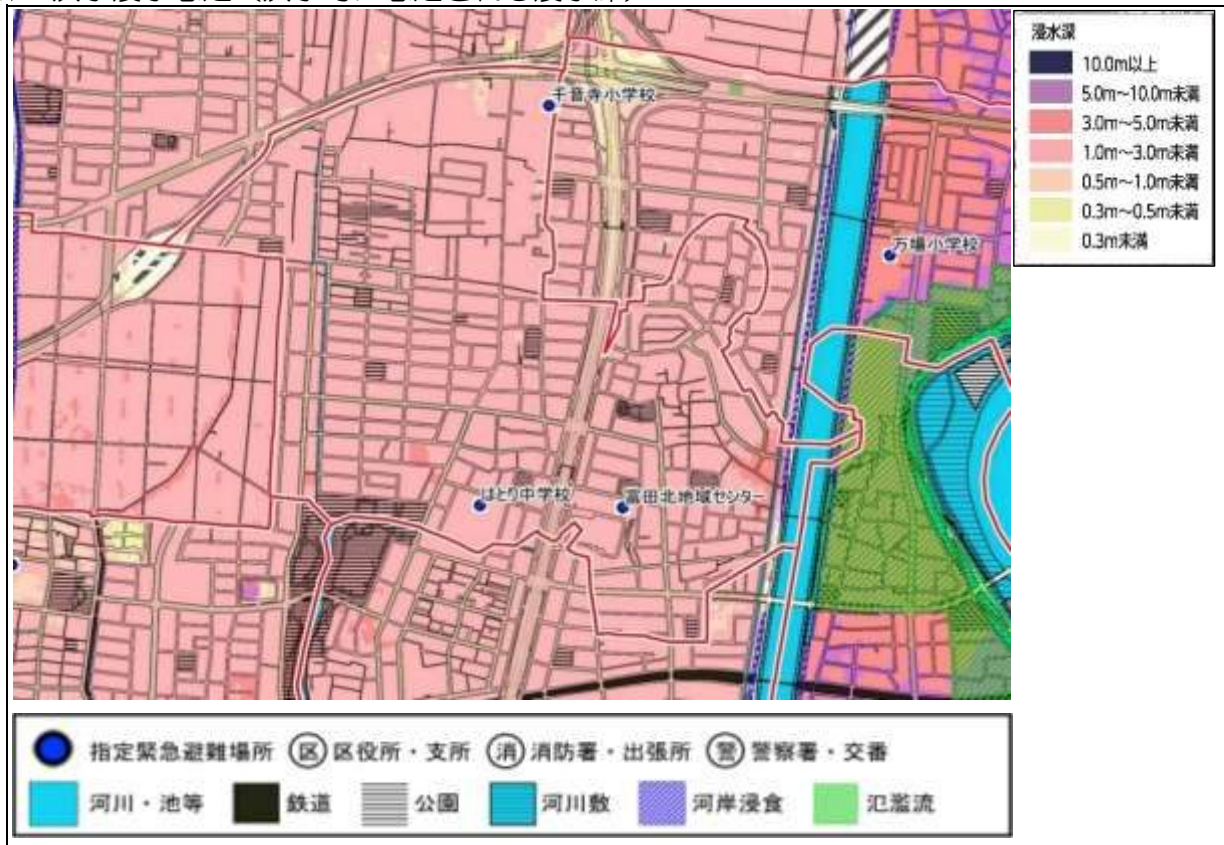 浸水深
10.0m以上
5.0m～10.0m未満
3.0m～5.0m未満
1.0m～3.0m未満
0.5m～1.0m未満
0.3m～0.5m未満
0.3m未満
千音寺小学校
万場小学校
はとり中学校
富田北地域センター
指定緊急避難場所 区 区役所・支所 消 消防署・出張所 警 警察署・交番
河川・池等 鉄道 公園 河川敷 河岸浸食 氾濫流